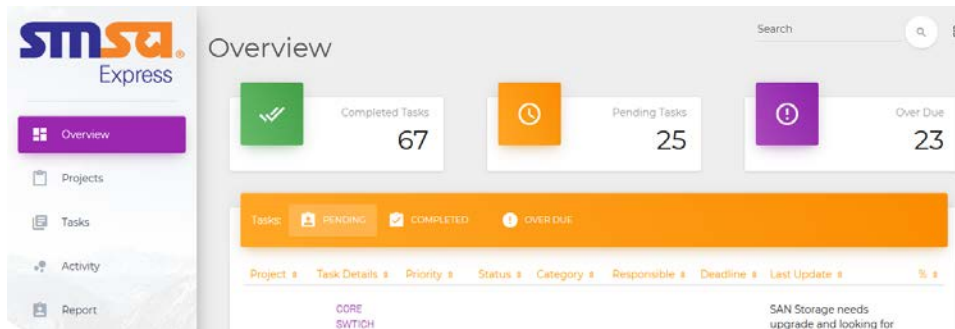 smsa
Express
Overview
Search
Overview
Projects
Tasks
Activity
Report
Completed Tasks
67
Pending Tasks
25
Over Due
23
Tasks: PENDING COMPLETED OVER DUE
Project Task Details Priority Status Category Responsible Deadline Last Update %
CORE
SWTICH
SAN Storage needs
upgrade and looking for